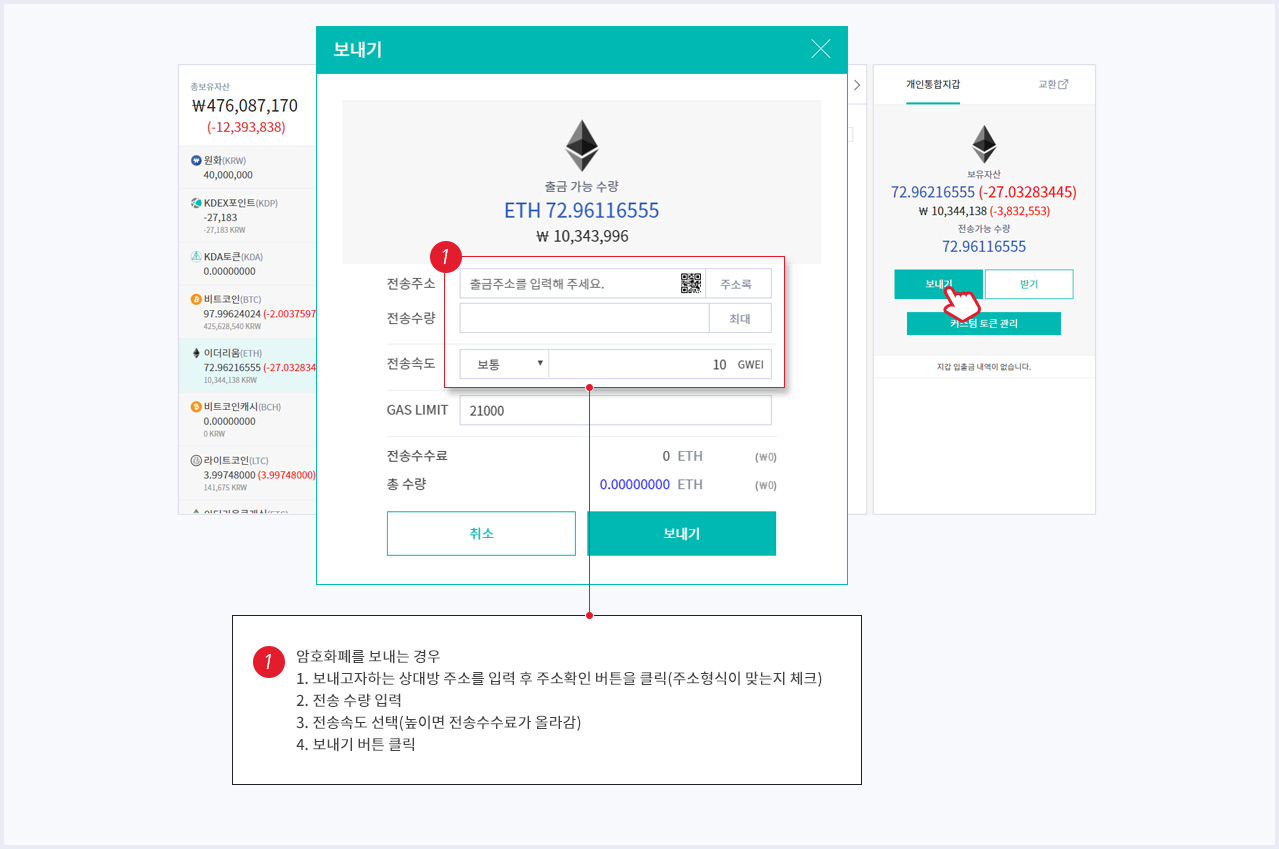 보내기
총보유자산
₩476,087,170
(-12,393,838)
원화(KRW)
40,000,000
KDEX포인트(KDP)
-27,183
-27,183 KRW
KDA토큰(KDA)
0.00000000
비트코인(BTC)
97.99624024 (-2.0037597
425,628,540 KRW
이더리움(ETH)
72.96216555 (-27.032834
10,344,138 KRW
비트코인캐시(BCH)
0.00000000
0 KRW
라이트코인(LTC)
3.99748000 (3.99748000)
141,675 KRW
출금 가능 수량
ETH 72.96116555
₩ 10,343,996
1
전송주소 출금주소를 입력해 주세요. 주소록
전송수량 최대
전송속도 보통 ▼ 10 GWEI
GAS LIMIT 21000
전송수수료 0 ETH (₩0)
총 수량 0.00000000 ETH (₩0)
취소 보내기
개인통합지갑 교환
보유자산
72.96216555 (-27.03283445)
₩ 10,344,138 (-3,832,553)
전송가능 수량
72.96116555
보내기 받기
커스텀 토큰 관리
지갑 입출금 내역이 없습니다.
1 암호화폐를 보내는 경우
1. 보내고자하는 상대방 주소를 입력 후 주소확인 버튼을 클릭(주소형식이 맞는지 체크)
2. 전송 수량 입력
3. 전송속도 선택(높이면 전송수수료가 올라감)
4. 보내기 버튼 클릭